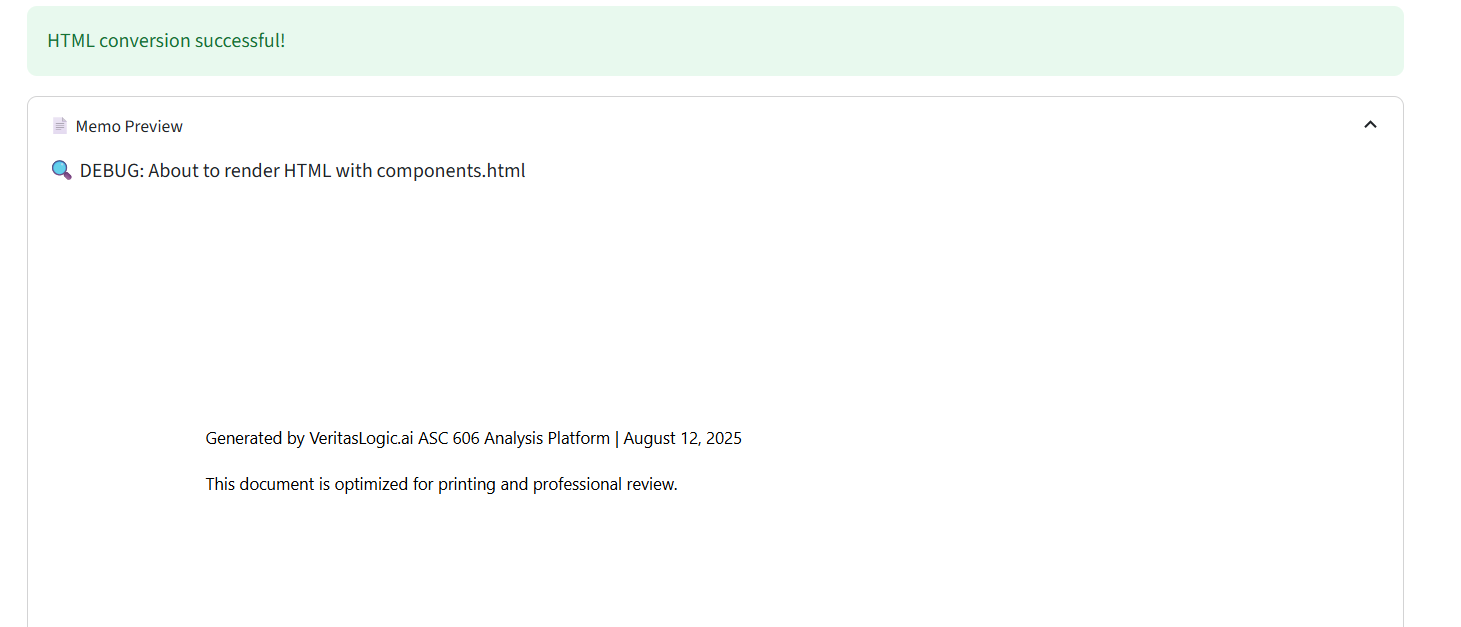 HTML conversion successful!
Memo Preview
DEBUG: About to render HTML with components.html
Generated by VeritasLogic.ai ASC 606 Analysis Platform | August 12, 2025
This document is optimized for printing and professional review.